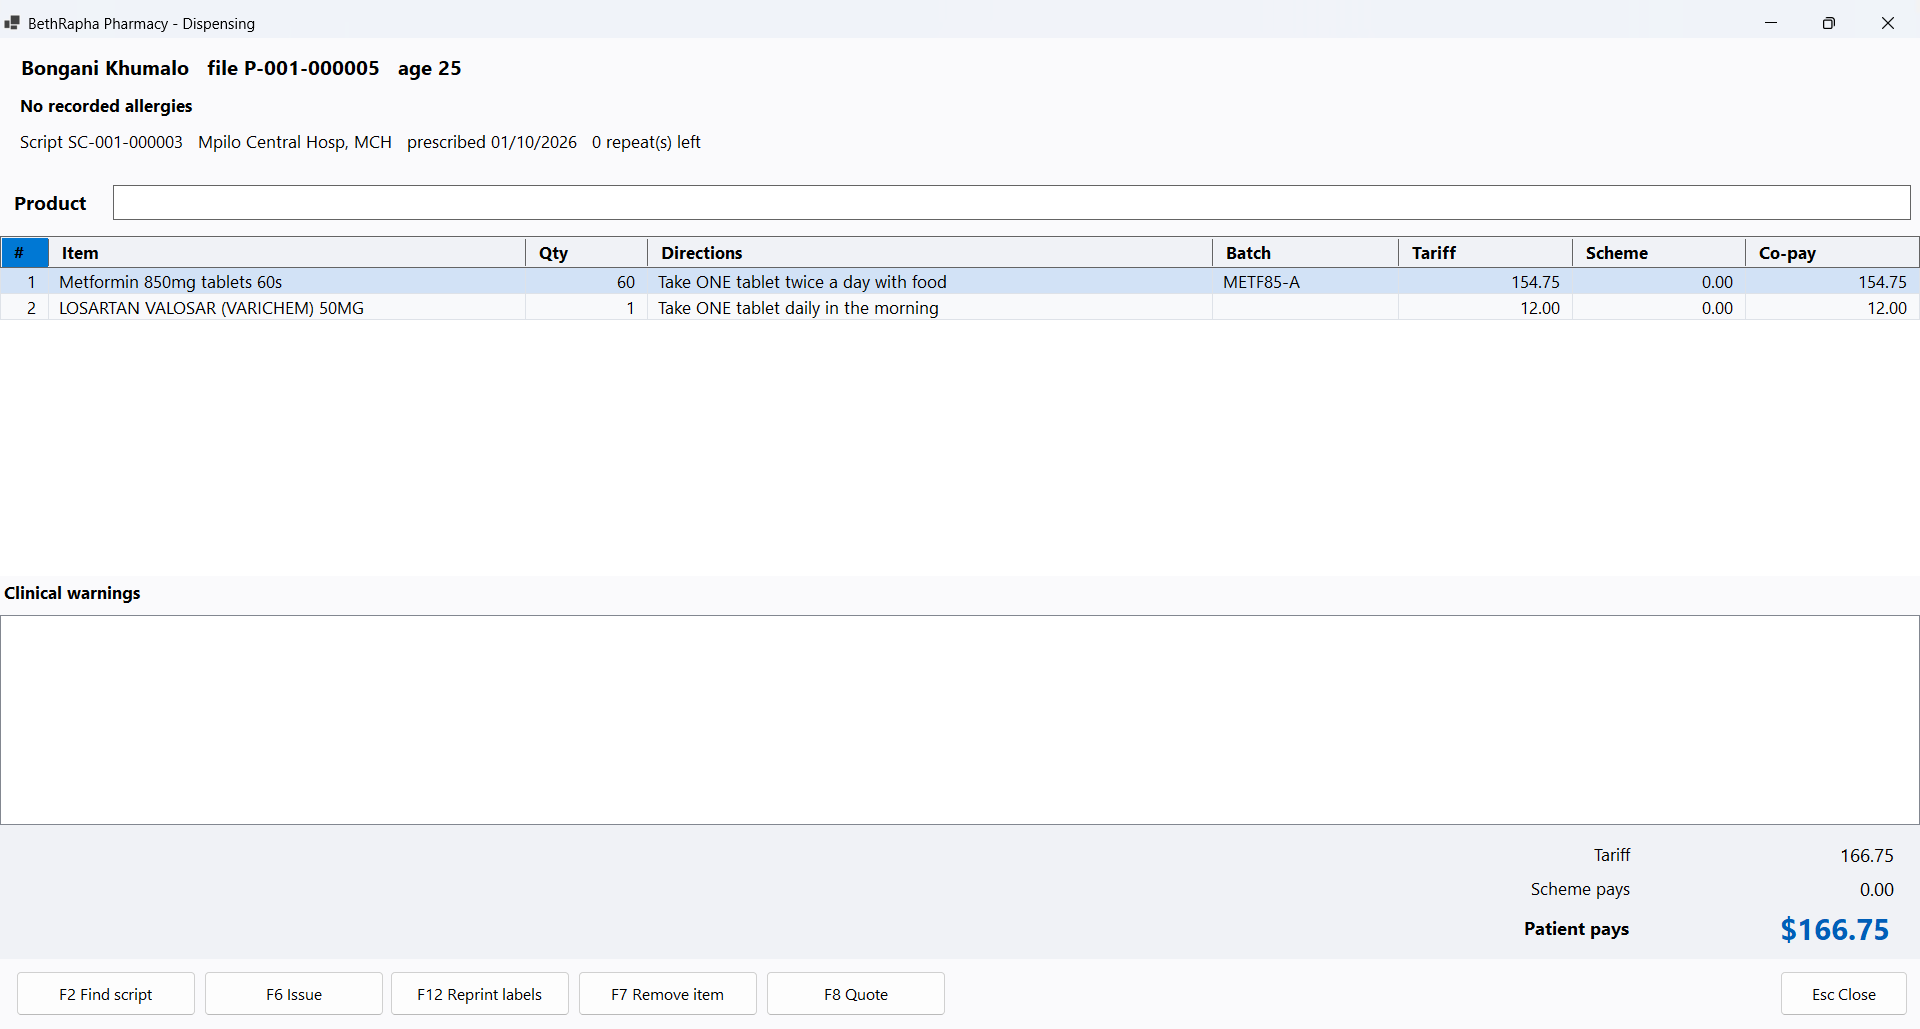 BethRapha Pharmacy - Dispensing
Bongani Khumalo file P-001-000005 age 25
No recorded allergies
Script SC-001-000003 Mpilo Central Hosp, MCH prescribed 01/10/2026 0 repeat(s) left
Product
# Item Qty Directions Batch Tariff Scheme Co-pay
1 Metformin 850mg tablets 60s 60 Take ONE tablet twice a day with food METF85-A 154.75 0.00 154.75
2 LOSARTAN VALOSAR (VARICHEM) 50MG 1 Take ONE tablet daily in the morning 12.00 0.00 12.00
Clinical warnings
Tariff 166.75
Scheme pays 0.00
Patient pays $166.75
F2 Find script F6 Issue F12 Reprint labels F7 Remove item F8 Quote Esc Close